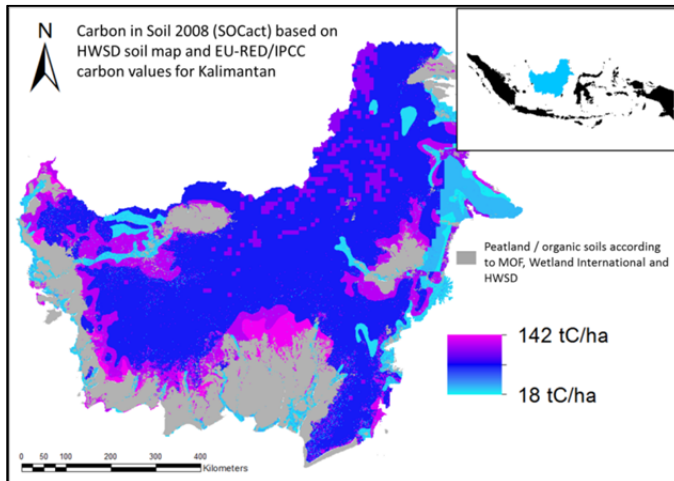 N
Carbon in Soil 2008 (SOCact) based on
HWSD soil map and EU-RED/IPCC
carbon values for Kalimantan
Peatland / organic soils according
to MOF, Wetland International and
HWSD
142 tC/ha
18 tC/ha
0 50 100 200 300 400
Kilometers